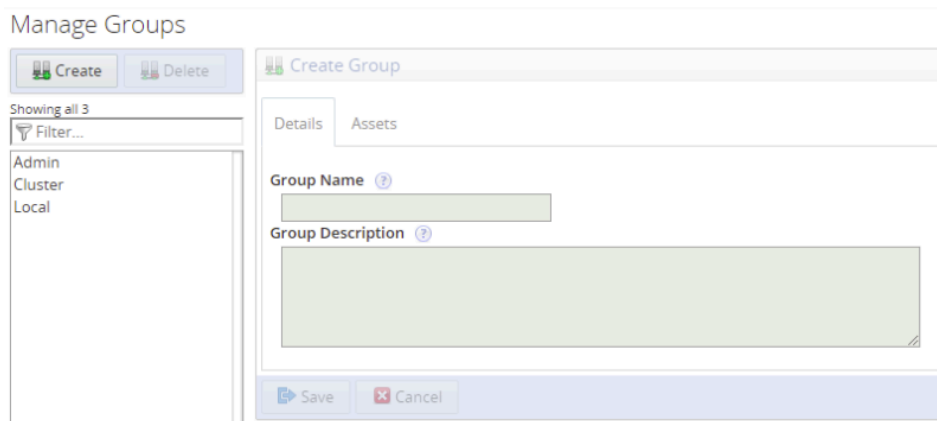 Manage Groups
Create
Delete
Showing all 3
Filter...
Admin
Cluster
Local
Create Group
Details
Assets
Group Name ?
Group Description ?
Save
Cancel